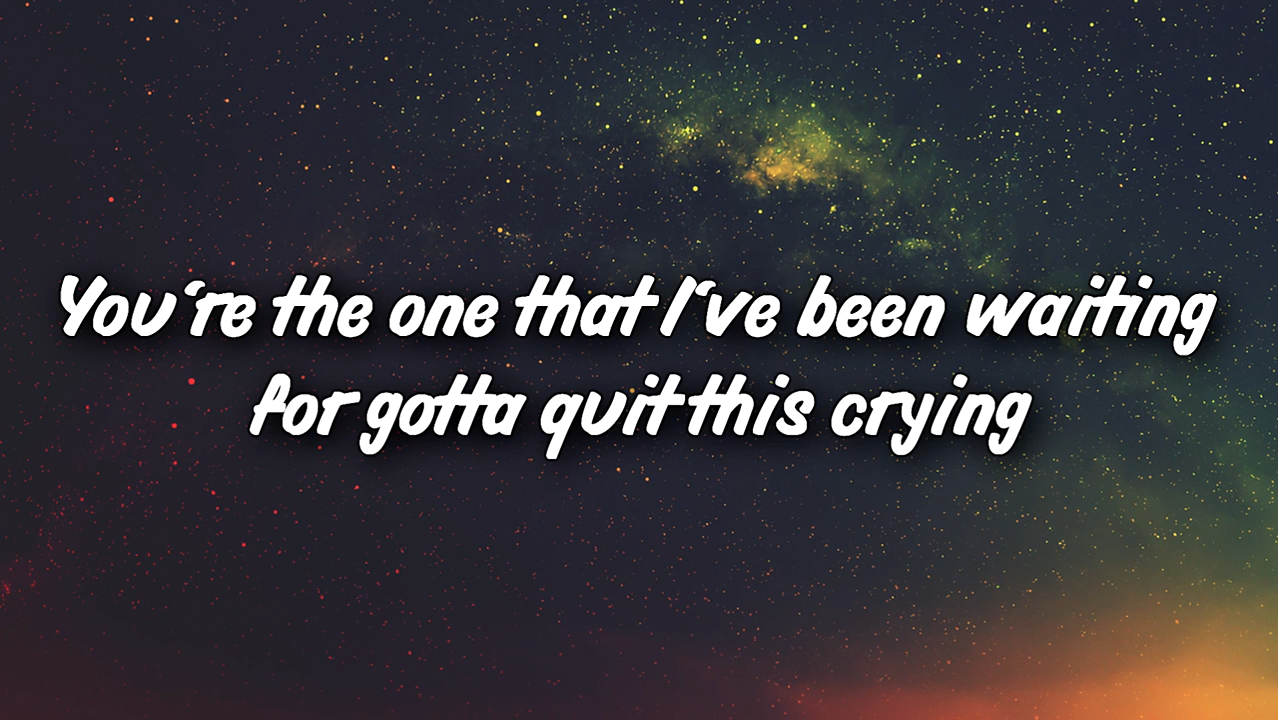 You‘re the one that I‘ve been waiting
for gotta quit this crying